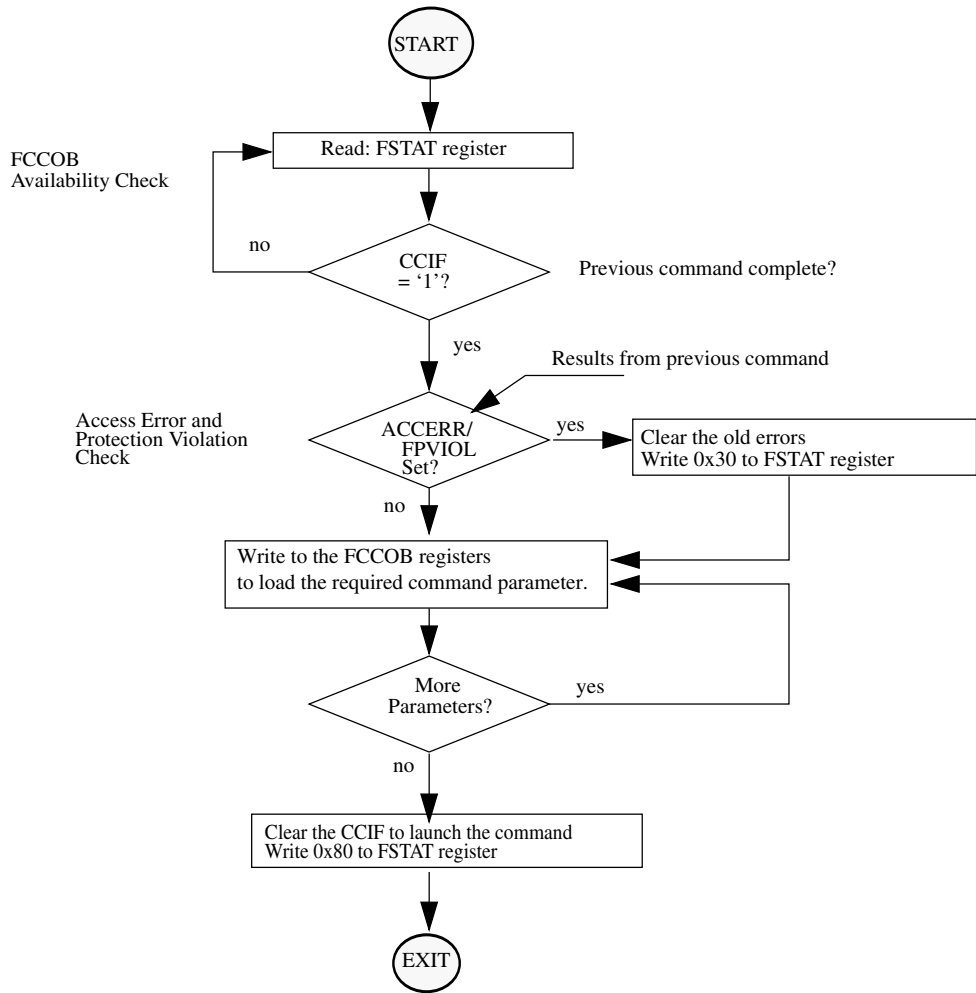 START
Read: FSTAT register
FCCOB
Availability Check
no
CCIF
= ‘1’?
Previous command complete?
yes
Results from previous command
Access Error and
Protection Violation
Check
ACCERR/
FPVIOL
Set?
yes
Clear the old errors
Write 0x30 to FSTAT register
no
Write to the FCCOB registers
to load the required command parameter.
More
Parameters?
yes
no
Clear the CCIF to launch the command
Write 0x80 to FSTAT register
EXIT